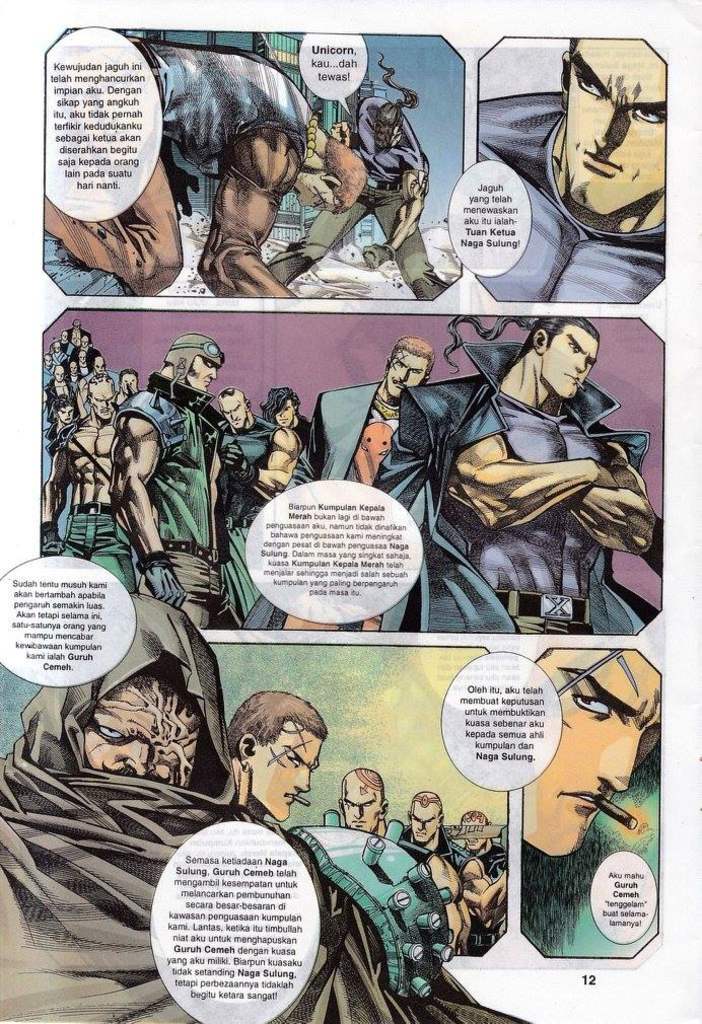 Kewujudan jaguh ini
telah menghancurkan
impian aku. Dengan
sikap yang angkuh
itu, aku tidak pernah
terfikir kedudukanku
sebagai ketua akan
diserahkan begitu
saja kepada orang
lain pada suatu
hari nanti.
Unicorn,
kau...dah
tewas!
Jaguh
yang telah
menewaskan
aku itu ialah-
Tuan Ketua
Naga Sulung!
Biarpun Kumpulan Kepala
Merah bukan lagi di bawah
penguasaan aku, namun tidak dinafikan
bahawa penguasaan kami meningkat
dengan pesat di bawah penguasaa Naga
Sulung. Dalam masa yang singkat sahaja,
kuasa Kumpulan Kepala Merah telah
menjalar sehingga menjadi salah sebuah
kumpulan yang paling berpengaruh
pada masa itu.
Sudah tentu musuh kami
akan bertambah apabila
pengaruh semakin luas.
Akan tetapi selama ini,
satu-satunya orang yang
mampu mencabar
kewibawaan kumpulan
kami ialah Guruh
Cemeh.
Semasa ketiadaan Naga
Sulung, Guruh Cemeh telah
mengambil kesempatan untuk
melancarkan pembunuhan
secara besar-besaran di
kawasan penguasaan kumpulan
kami. Lantas, ketika itu timbullah
niat aku untuk menghapuskan
Guruh Cemeh dengan kuasa
yang aku miliki. Biarpun kuasaku
tidak setanding Naga Sulung,
tetapi perbezaannya tidaklah
begitu ketara sangat!
Oleh itu, aku telah
membuat keputusan
untuk membuktikan
kuasa sebenar aku
kepada semua ahli
kumpulan dan
Naga Sulung.
Aku mahu
Guruh
Cemeh
"tenggelam"
buat selama-
lamanya!
12